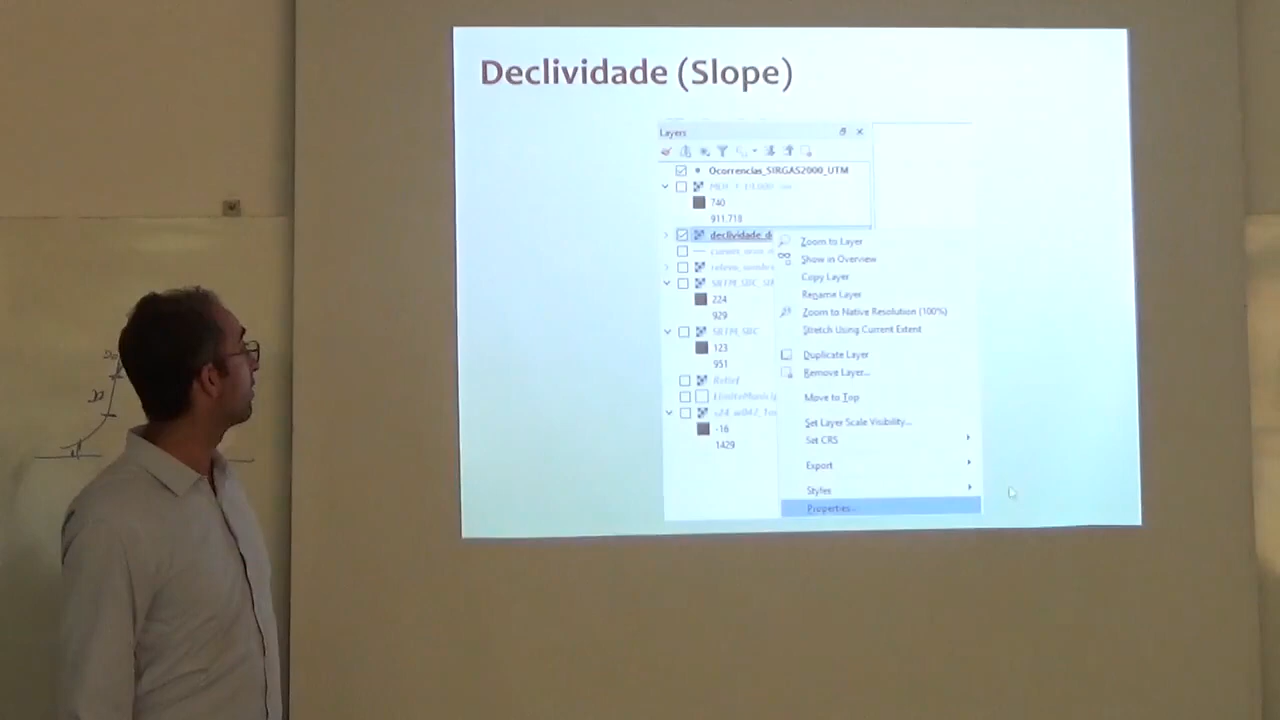 Declividade (Slope)
Layers
Ocorrencias_SIRGAS2000_UTM
740
911.718
declividade_d
Zoom to Layer
Show in Overview
Copy Layer
Rename Layer
224
Zoom to Native Resolution (100%)
929
Stretch Using Current Extent
SRTM_SBC
123
Duplicate Layer
951
Remove Layer...
Relief
Move to Top
-16
Set Layer Scale Visibility...
1429
Set CRS
Export
Styles
Properties...